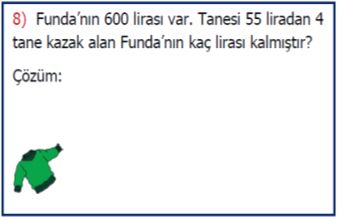 8) Funda'nın 600 lirası var. Tanesi 55 liradan 4
tane kazak alan Funda'nın kaç lirası kalmıştır?
Çözüm: